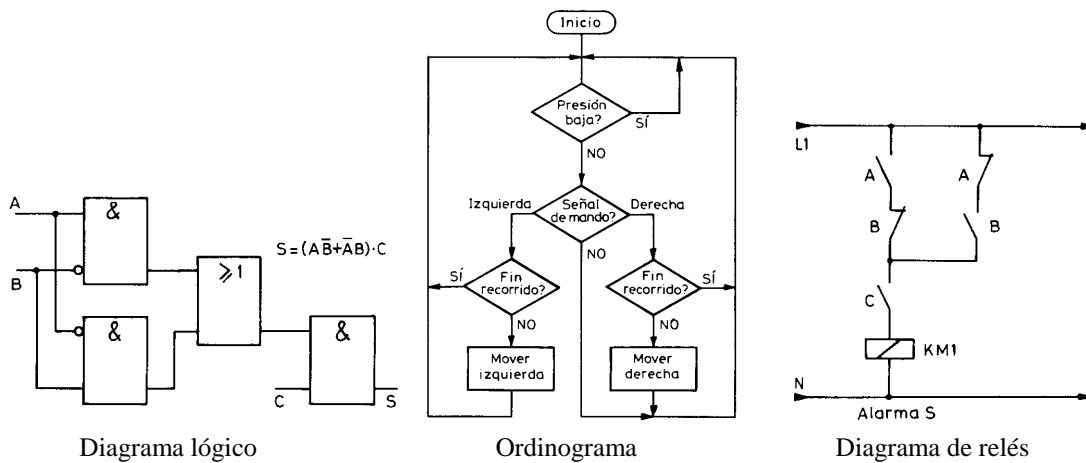 A
B
&
&
≥1
S=(AB̅+A̅B)·C
&
C
S
Diagrama lógico
Inicio
Presión
baja?
SÍ
NO
Izquierda
Señal
de mando?
Derecha
NO
SÍ
Fin
recorrido?
NO
Mover
izquierda
Fin
recorrido?
SÍ
NO
Mover
derecha
Ordinograma
L1
A
A
B
B
C
KM1
N
Alarma S
Diagrama de relés